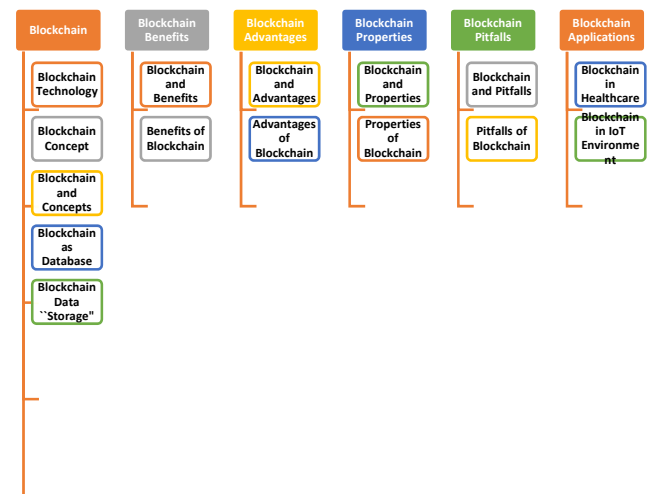 Blockchain
Blockchain
Technology
Blockchain
Concept
Blockchain
and
Concepts
Blockchain
as
Database
Blockchain
Data
``Storage"
Blockchain
Benefits
Blockchain
and
Benefits
Benefits of
Blockchain
Blockchain
Advantages
Blockchain
and
Advantages
Advantages
of
Blockchain
Blockchain
Properties
Blockchain
and
Properties
Properties
of
Blockchain
Blockchain
Pitfalls
Blockchain
and Pitfalls
Pitfalls of
Blockchain
Blockchain
Applications
Blockchain
in
Healthcare
Blockchain
in IoT
Environme
nt